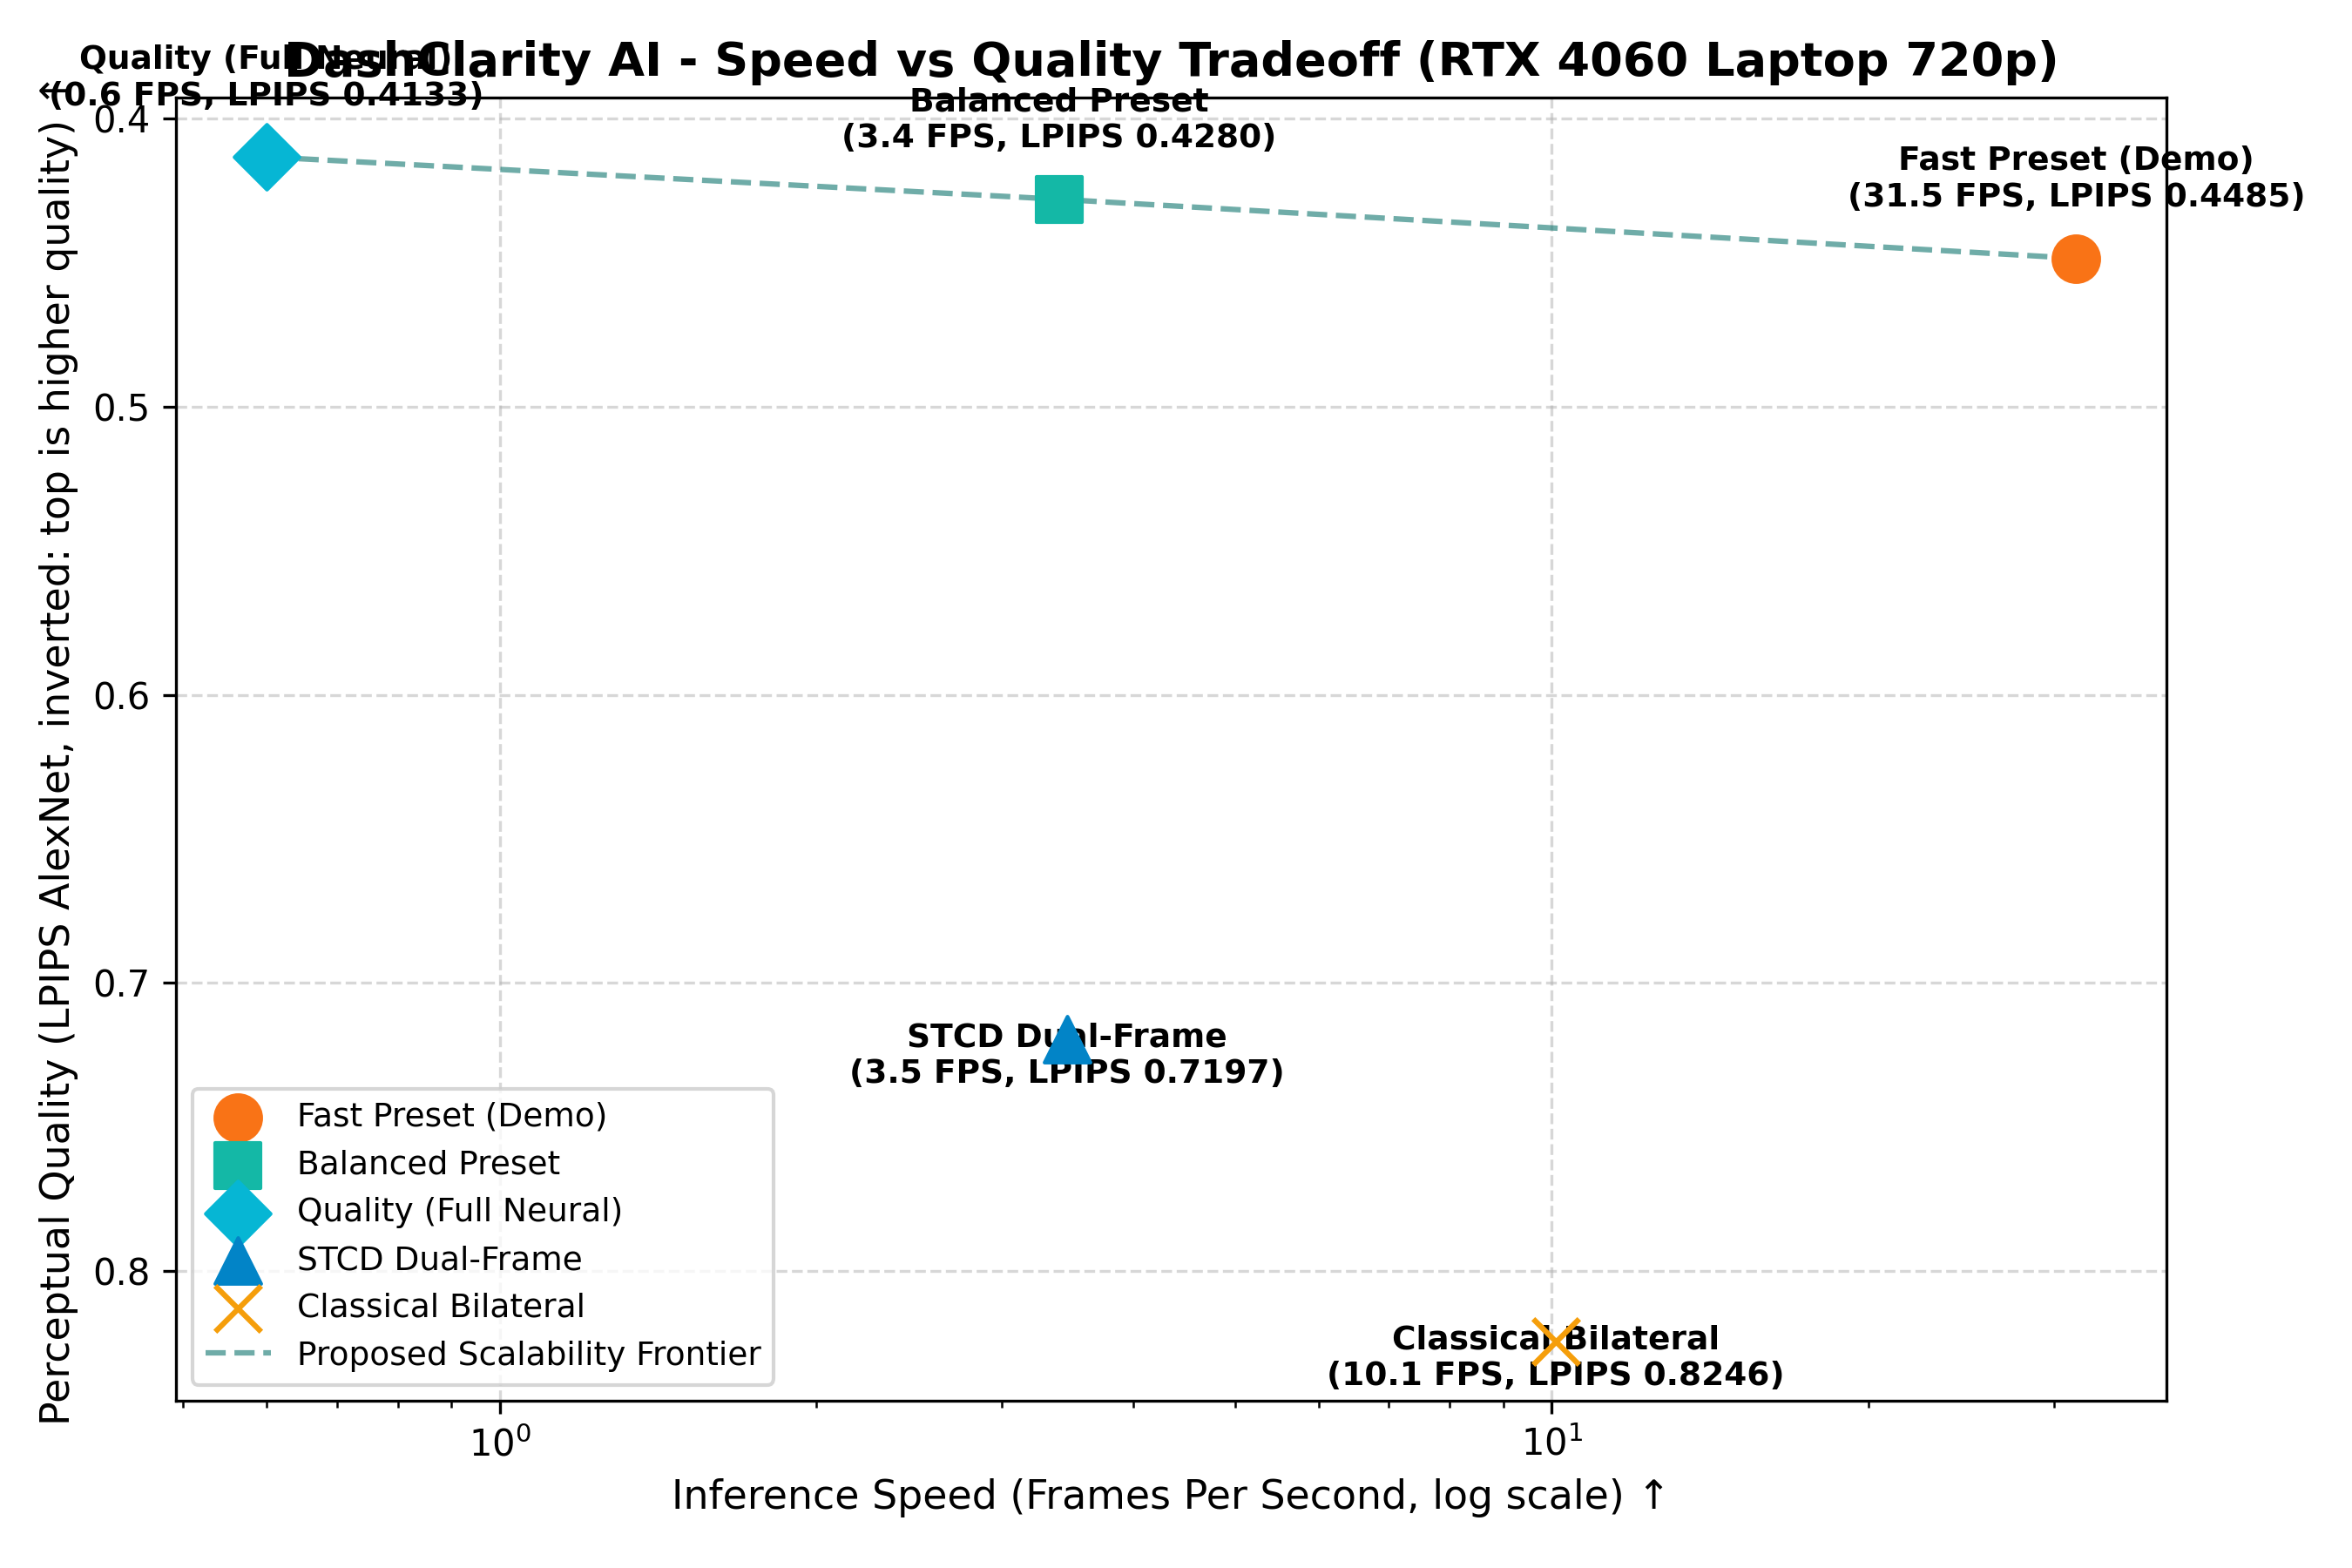 DashClarity AI - Speed vs Quality Tradeoff (RTX 4060 Laptop 720p)
Quality (Full Neural)
(0.6 FPS, LPIPS 0.4133)
Balanced Preset
(3.4 FPS, LPIPS 0.4280)
Fast Preset (Demo)
(31.5 FPS, LPIPS 0.4485)
Perceptual Quality (LPIPS AlexNet, inverted: top is higher quality) ↑
0.4
0.5
0.6
0.7
0.8
STCD Dual-Frame
(3.5 FPS, LPIPS 0.7197)
Classical Bilateral
(10.1 FPS, LPIPS 0.8246)
Fast Preset (Demo)
Balanced Preset
Quality (Full Neural)
STCD Dual-Frame
Classical Bilateral
Proposed Scalability Frontier
10⁰
10¹
Inference Speed (Frames Per Second, log scale) ↑